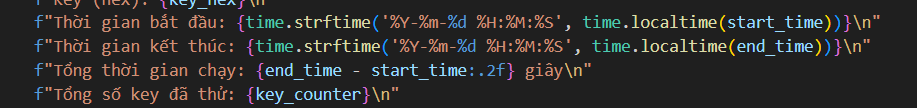 f"Key (hex): {key_hex}\n"
f"Thời gian bắt đầu: {time.strftime('%Y-%m-%d %H:%M:%S', time.localtime(start_time))}\n"
f"Thời gian kết thúc: {time.strftime('%Y-%m-%d %H:%M:%S', time.localtime(end_time))}\n"
f"Tổng thời gian chạy: {end_time - start_time:.2f} giây\n"
f"Tổng số key đã thử: {key_counter}\n"